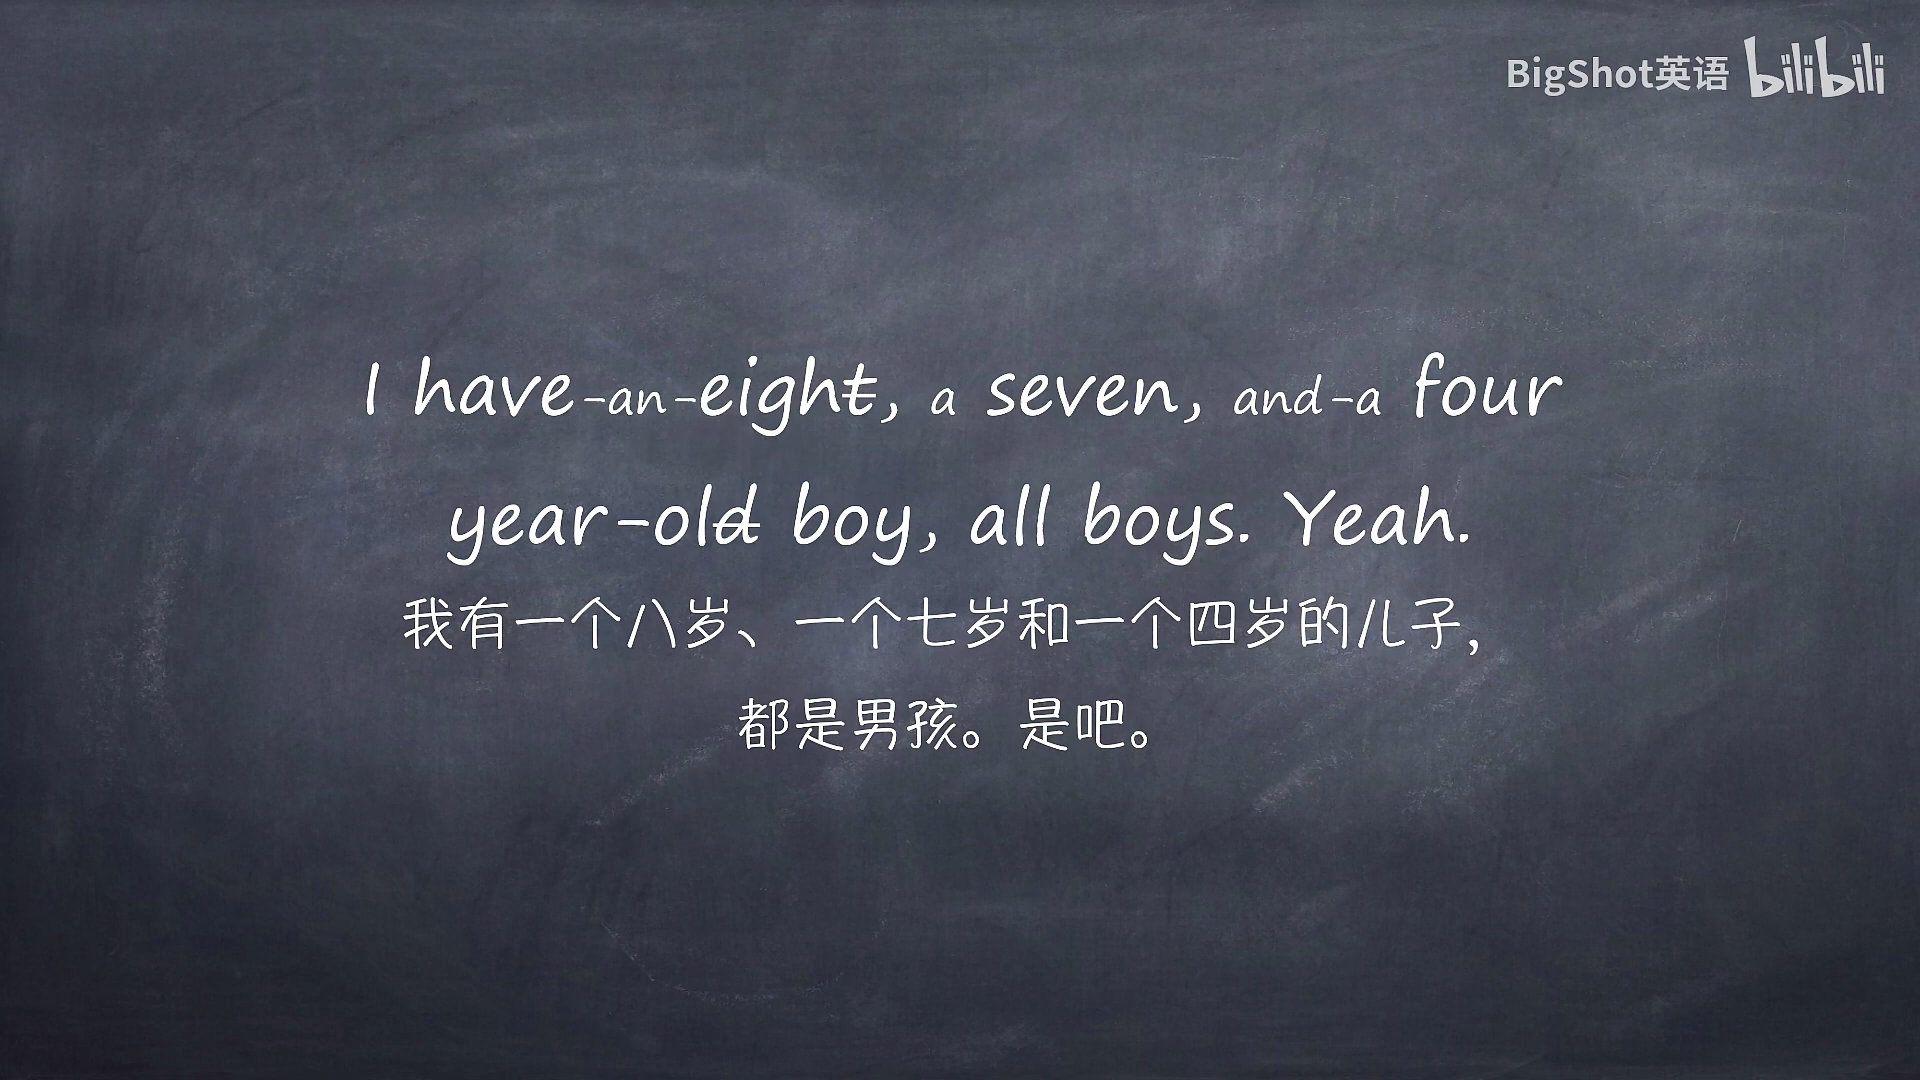 BigShot英语 bilibili
I have-an-eight, a seven, and-a four
year-old boy, all boys. Yeah.
我有一个八岁、一个七岁和一个四岁的儿子,
都是男孩。是吧。